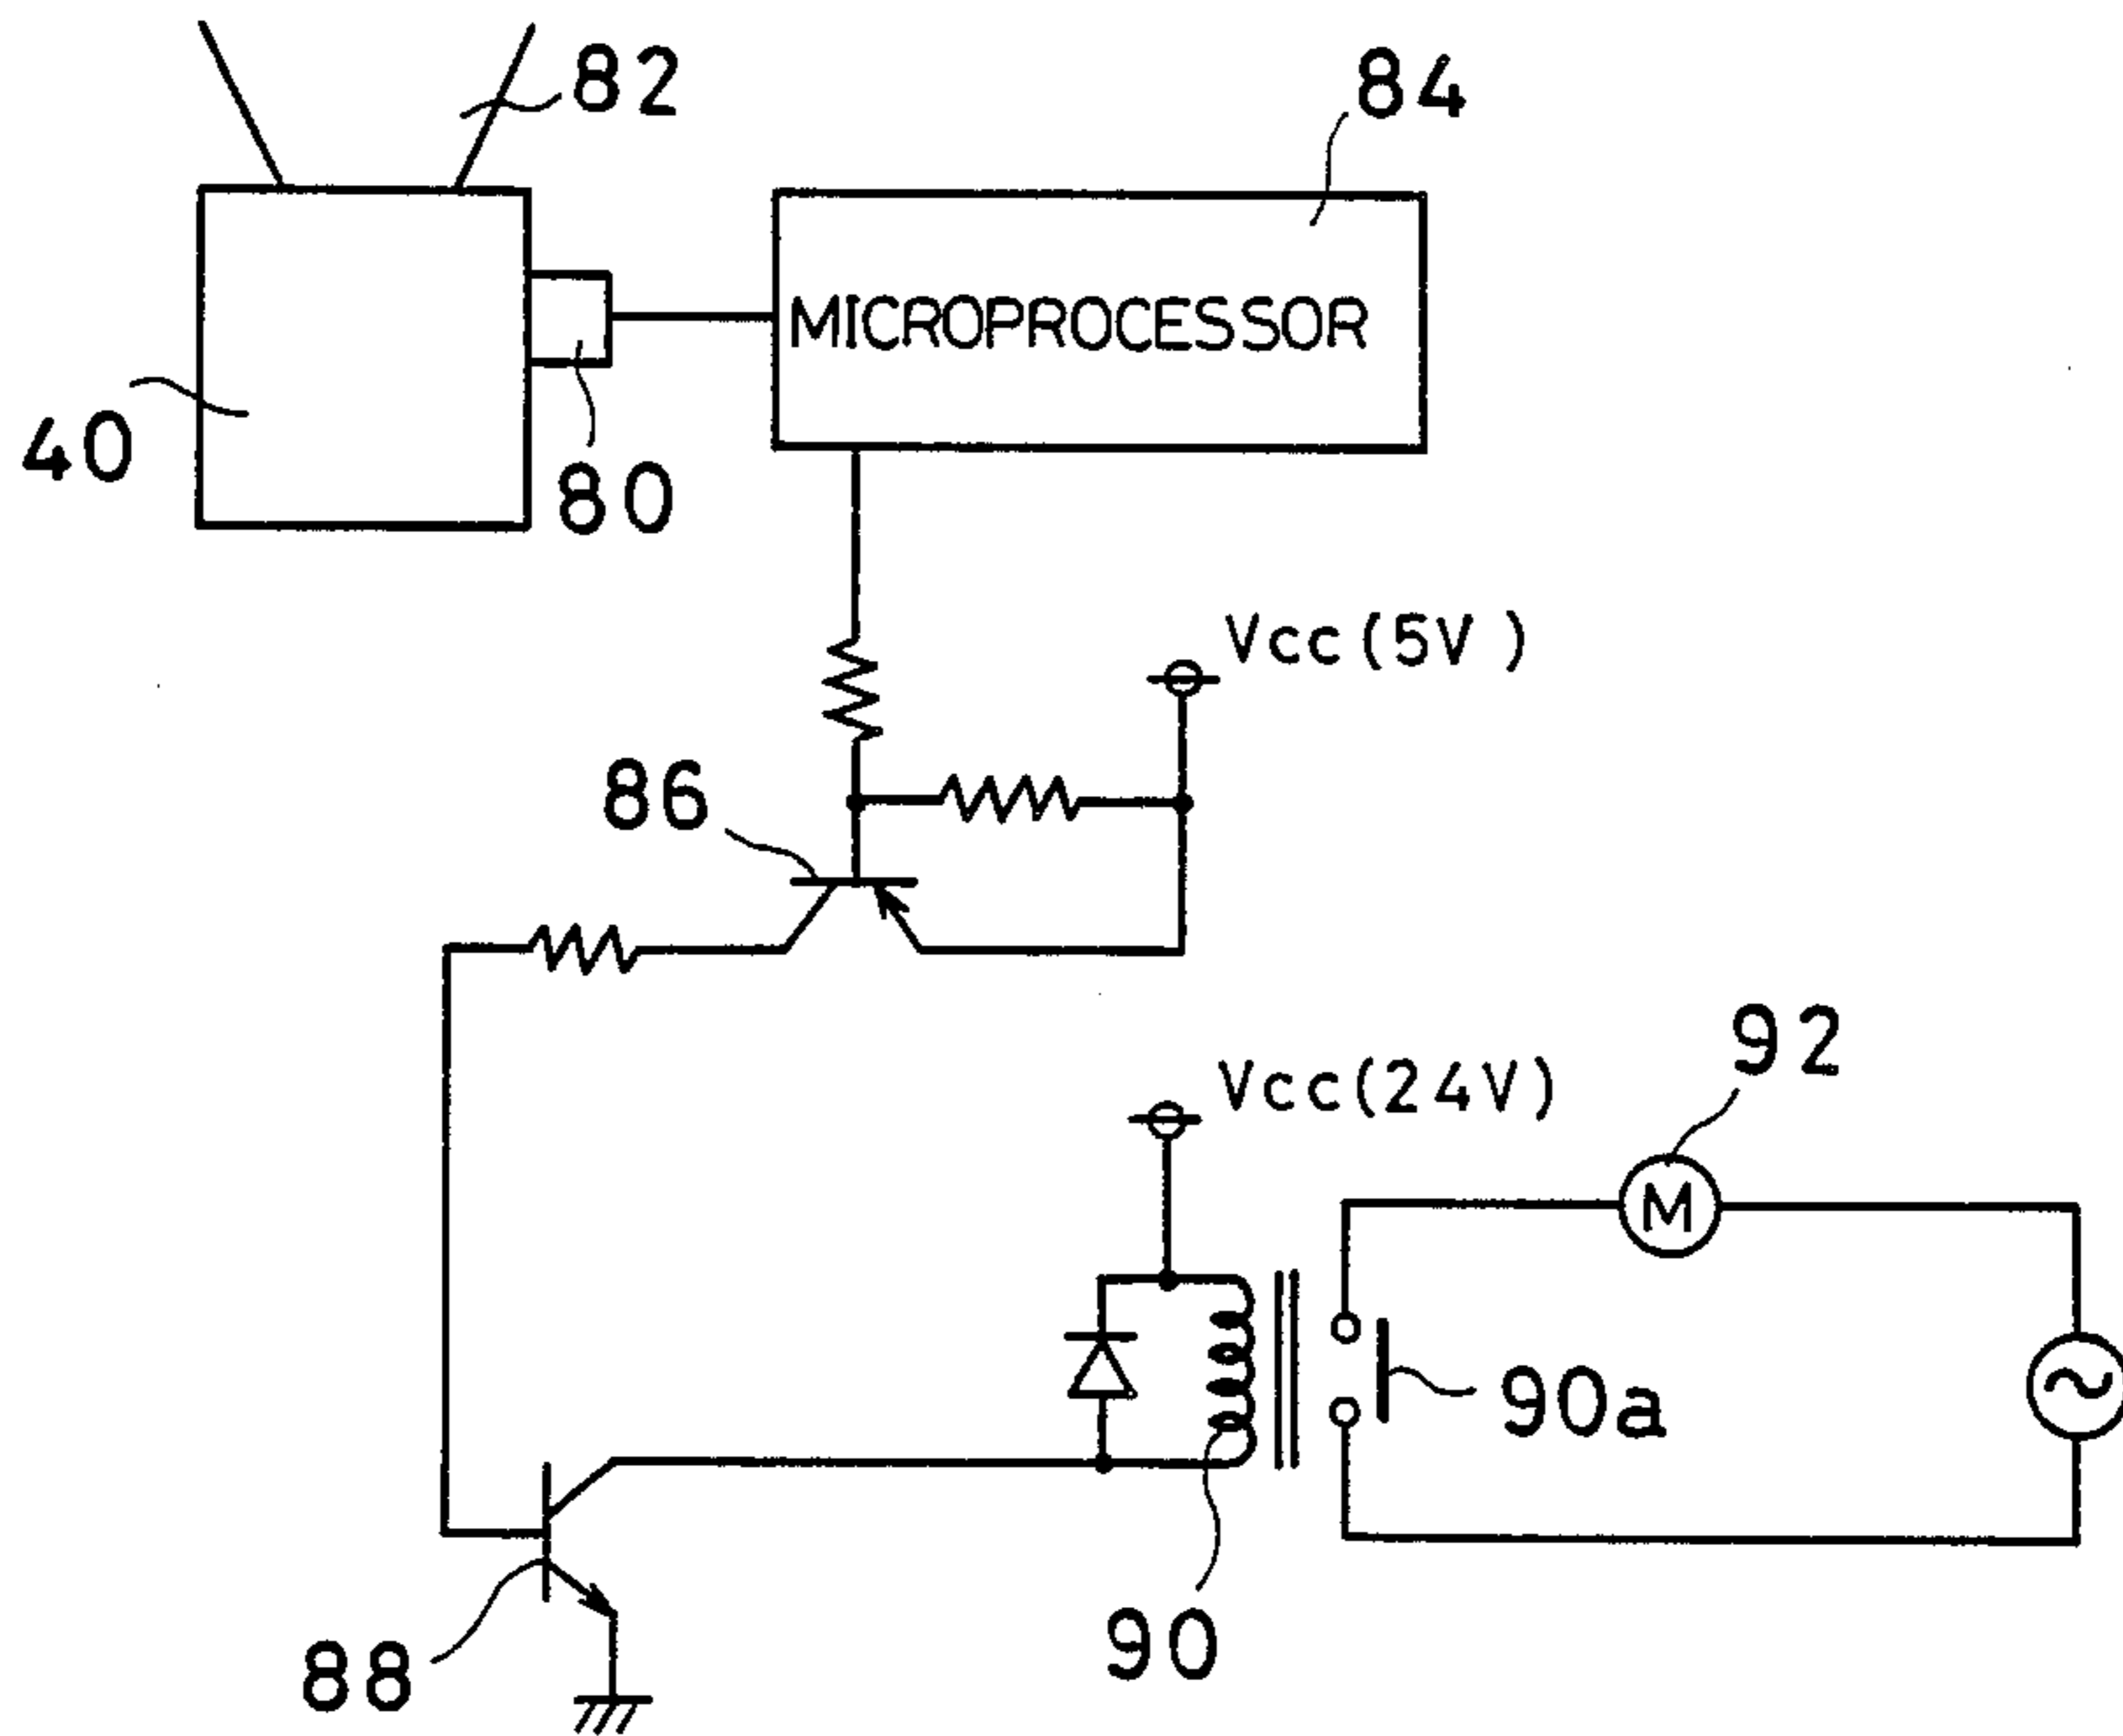 82
84
MICROPROCESSOR
40
80
Vcc(5V)
86
92
Vcc(24V)
M
90a
90
88